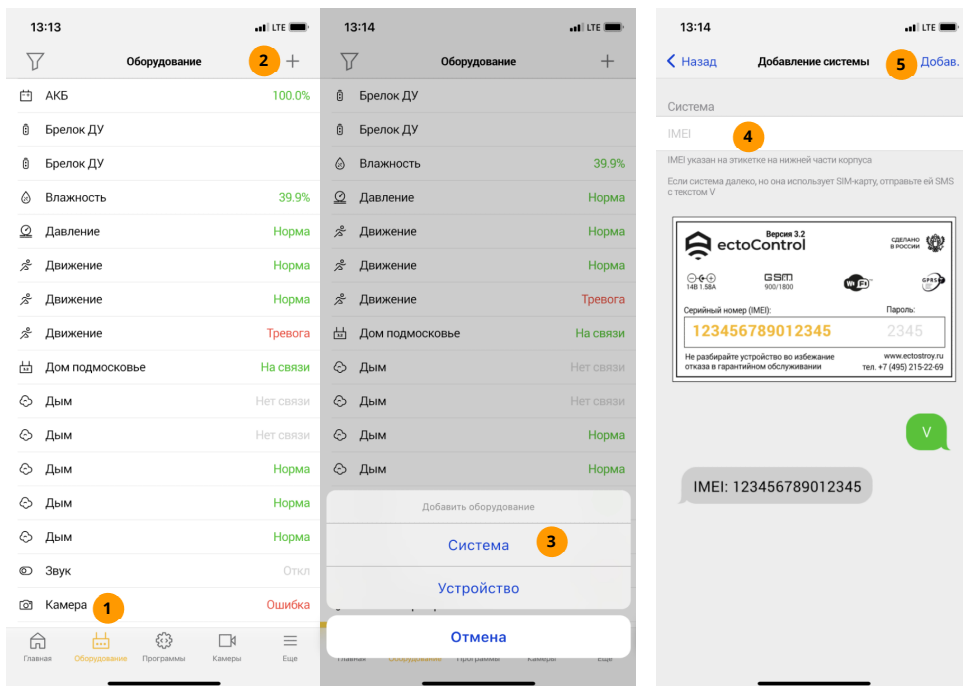 13:13
LTE
Оборудование
2
АКБ 100.0%
Брелок ДУ
Брелок ДУ
Влажность 39.9%
Давление Норма
Движение Норма
Движение Норма
Движение Тревога
Дом подмосковье На связи
Дым Нет связи
Дым Нет связи
Дым Норма
Дым Норма
Дым Норма
Звук Откл
Камера Ошибка
1
Главная Оборудование Программы Камеры Еще
13:14
LTE
Оборудование
Брелок ДУ
Брелок ДУ
Влажность 39.9%
Давление Норма
Движение Норма
Движение Норма
Движение Тревога
Дом подмосковье На связи
Дым Нет связи
Дым Нет связи
Дым Норма
Дым Норма
Добавить оборудование
Система
3
Устройство
Отмена
Главная Оборудование Программы Камеры Еще
13:14
LTE
Назад Добавление системы 5 Добав.
Система
IMEI
4
IMEI указан на этикетке на нижней части корпуса
Если система далеко, но она использует SIM-карту, отправьте ей SMS
с текстом V
Версия 3.2
ectoControl
СДЕЛАНО
В РОССИИ
14В 1.58А
GSM
900/1800
Wi Fi
GPRS
Серийный номер (IMEI): Пароль:
123456789012345 2345
Не разбирайте устройство во избежание
отказа в гарантийном обслуживании
www.ectostroy.ru
тел. +7 (495) 215-22-69
V
IMEI: 123456789012345